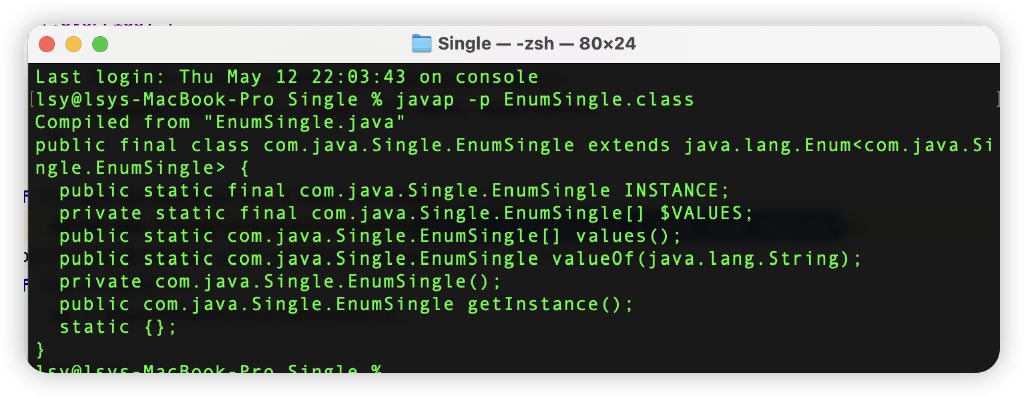 Single — -zsh — 80×24
Last login: Thu May 12 22:03:43 on console
[lsy@lsys-MacBook-Pro Single % javap -p EnumSingle.class ]
Compiled from "EnumSingle.java"
public final class com.java.Single.EnumSingle extends java.lang.Enum<com.java.Si
ngle.EnumSingle> {
  public static final com.java.Single.EnumSingle INSTANCE;
  private static final com.java.Single.EnumSingle[] $VALUES;
  public static com.java.Single.EnumSingle[] values();
  public static com.java.Single.EnumSingle valueOf(java.lang.String);
  private com.java.Single.EnumSingle();
  public com.java.Single.EnumSingle getInstance();
  static {};
}
lsy@lsys-MacBook-Pro Single %